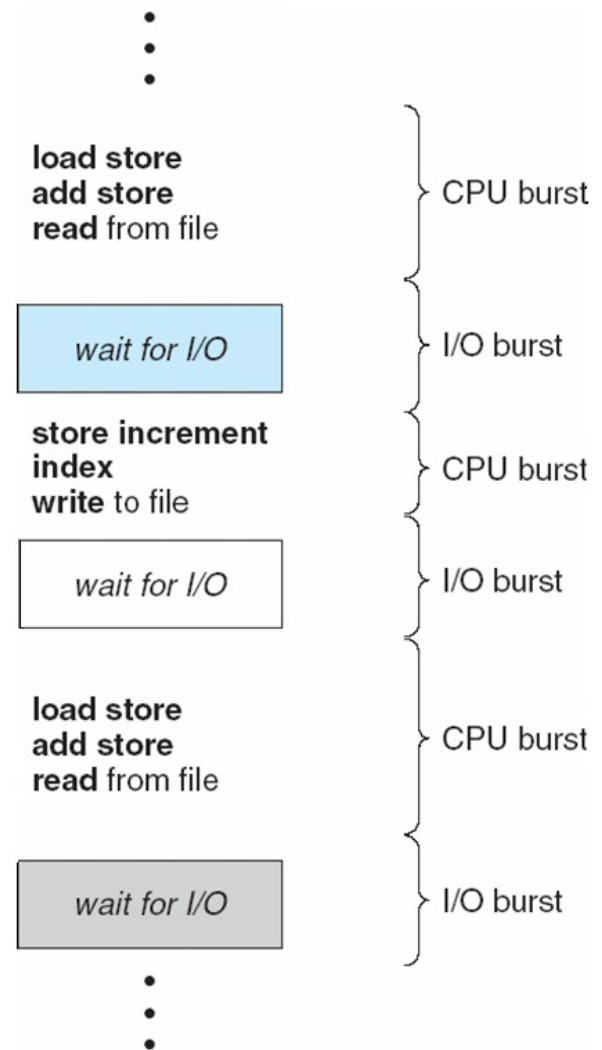 load store
add store
read from file
CPU burst
wait for I/O
I/O burst
store increment
index
write to file
CPU burst
wait for I/O
I/O burst
load store
add store
read from file
CPU burst
wait for I/O
I/O burst